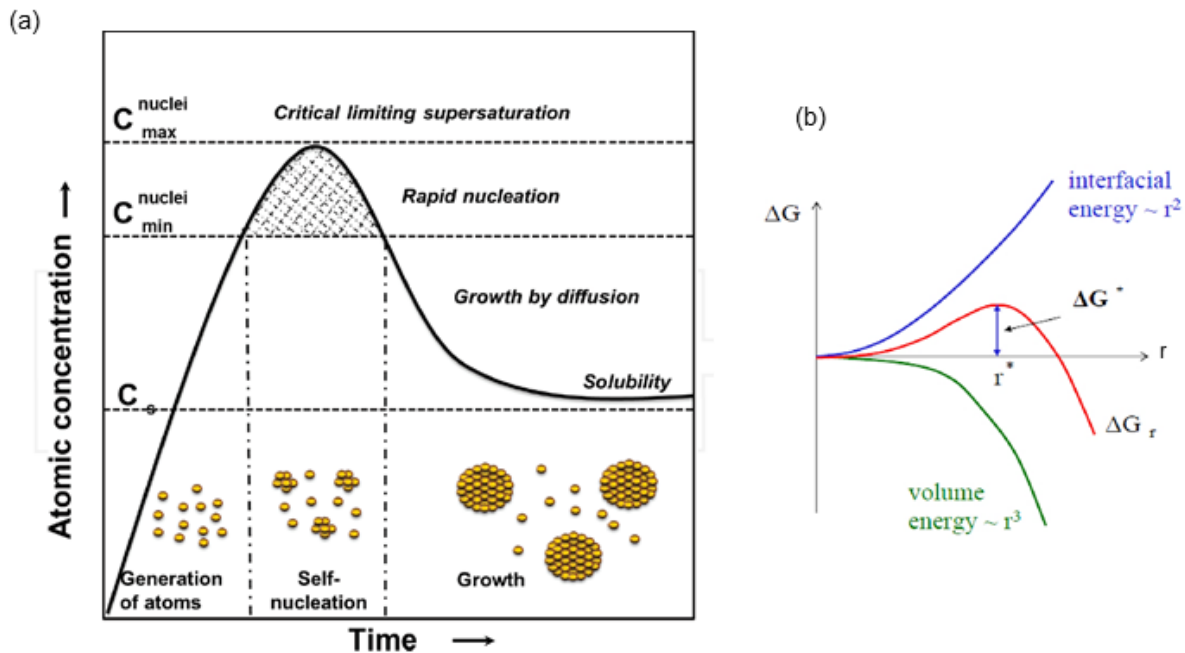 (a)
C nuclei max
Critical limiting supersaturation
C nuclei min
Rapid nucleation
Growth by diffusion
Solubility
C s
Atomic concentration
Generation
of atoms
Self-
nucleation
Growth
Time
(b)
ΔG
interfacial
energy ~ r²
ΔG *
r
r *
ΔG r
volume
energy ~ r³